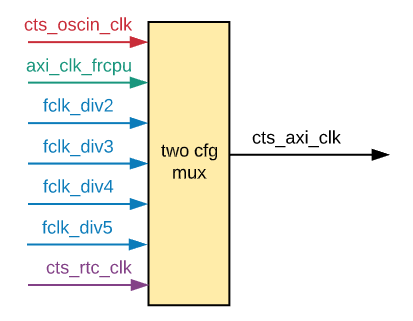 cts_oscin_clk
axi_clk_frcpu
fclk_div2
fclk_div3
fclk_div4
fclk_div5
cts_rtc_clk
two cfg
mux
cts_axi_clk